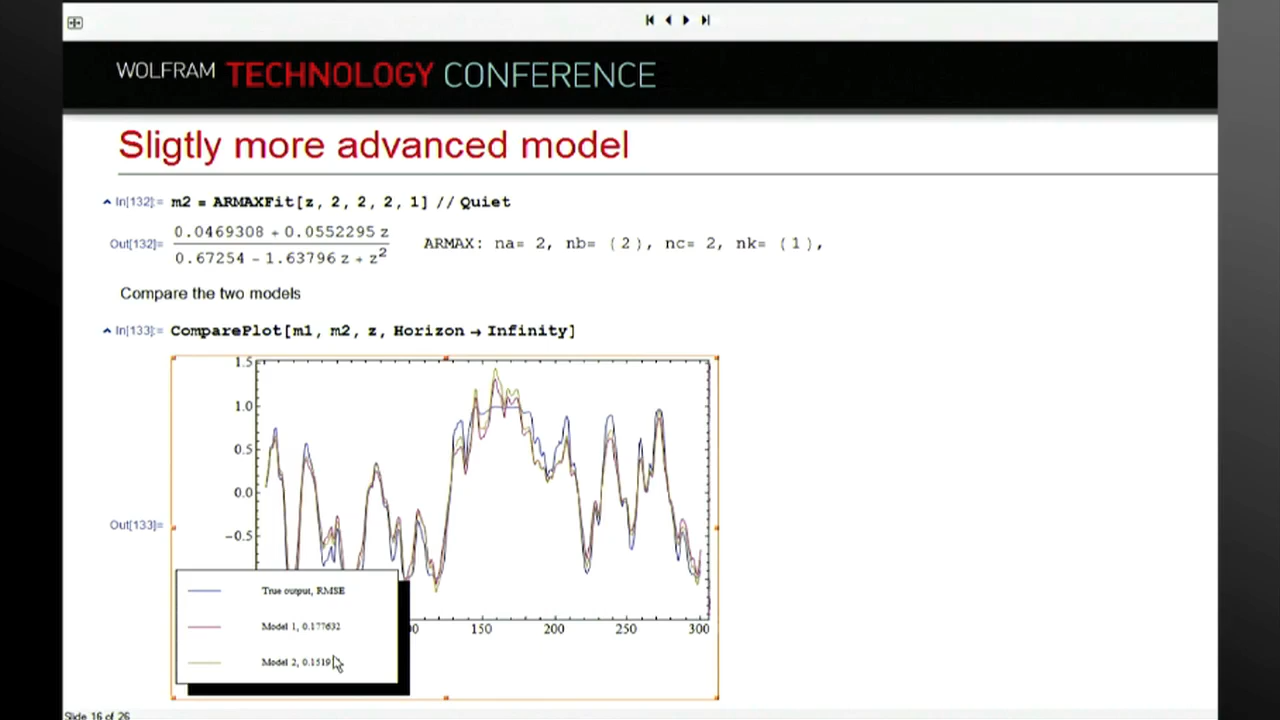 WOLFRAM TECHNOLOGY CONFERENCE
Sligtly more advanced model
In[132]:= m2 = ARMAXFit[z, 2, 2, 2, 1] // Quiet
Out[132]= (0.0469308 + 0.0552295 z)/(0.67254 - 1.63796 z + z^2) ARMAX: na= 2, nb= (2), nc= 2, nk= (1),
Compare the two models
In[133]:= ComparePlot[m1, m2, z, Horizon → Infinity]
1.5
1.0
0.5
0.0
-0.5
Out[133]=
True output, RMSE
Model 1, 0.177632
Model 2, 0.1519
150 200 250 300
Slide 16 of 26